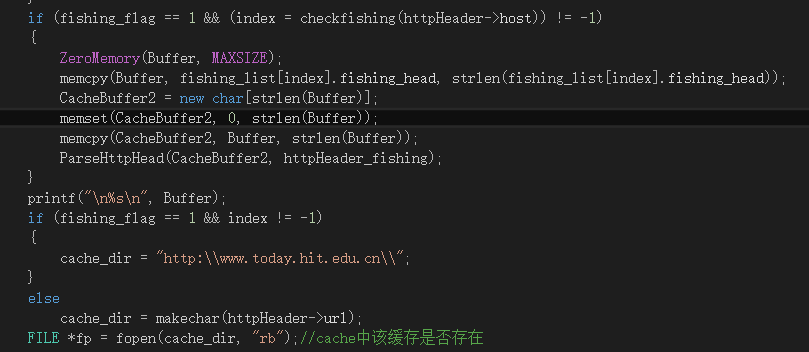 if (fishing_flag == 1 && (index = checkfishing(httpHeader->host)) != -1)
{
ZeroMemory(Buffer, MAXSIZE);
memcpy(Buffer, fishing_list[index].fishing_head, strlen(fishing_list[index].fishing_head));
CacheBuffer2 = new char[strlen(Buffer)];
memset(CacheBuffer2, 0, strlen(Buffer));
memcpy(CacheBuffer2, Buffer, strlen(Buffer));
ParseHttpHead(CacheBuffer2, httpHeader_fishing);
}
printf("\n%s\n", Buffer);
if (fishing_flag == 1 && index != -1)
{
cache_dir = "http:\\www.today.hit.edu.cn\\";
}
else
cache_dir = makechar(httpHeader->url);
FILE *fp = fopen(cache_dir, "rb");//cache中该缓存是否存在